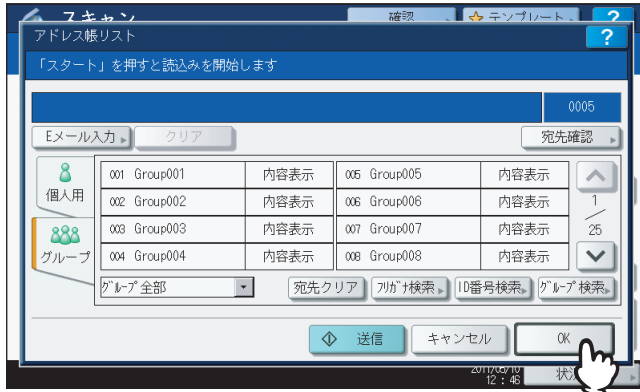 スキャン
確認 テンプレート ?
アドレス帳リスト ?
「スタート」を押すと読込みを開始します
0005
Eメール入力 クリア 宛先確認
個人用
グループ
001 Group001 内容表示 005 Group005 内容表示
002 Group002 内容表示 006 Group006 内容表示
003 Group003 内容表示 007 Group007 内容表示
004 Group004 内容表示 008 Group008 内容表示
1
25
グループ全部 宛先クリア フリガナ検索 ID番号検索 グループ検索
送信 キャンセル OK
12:46